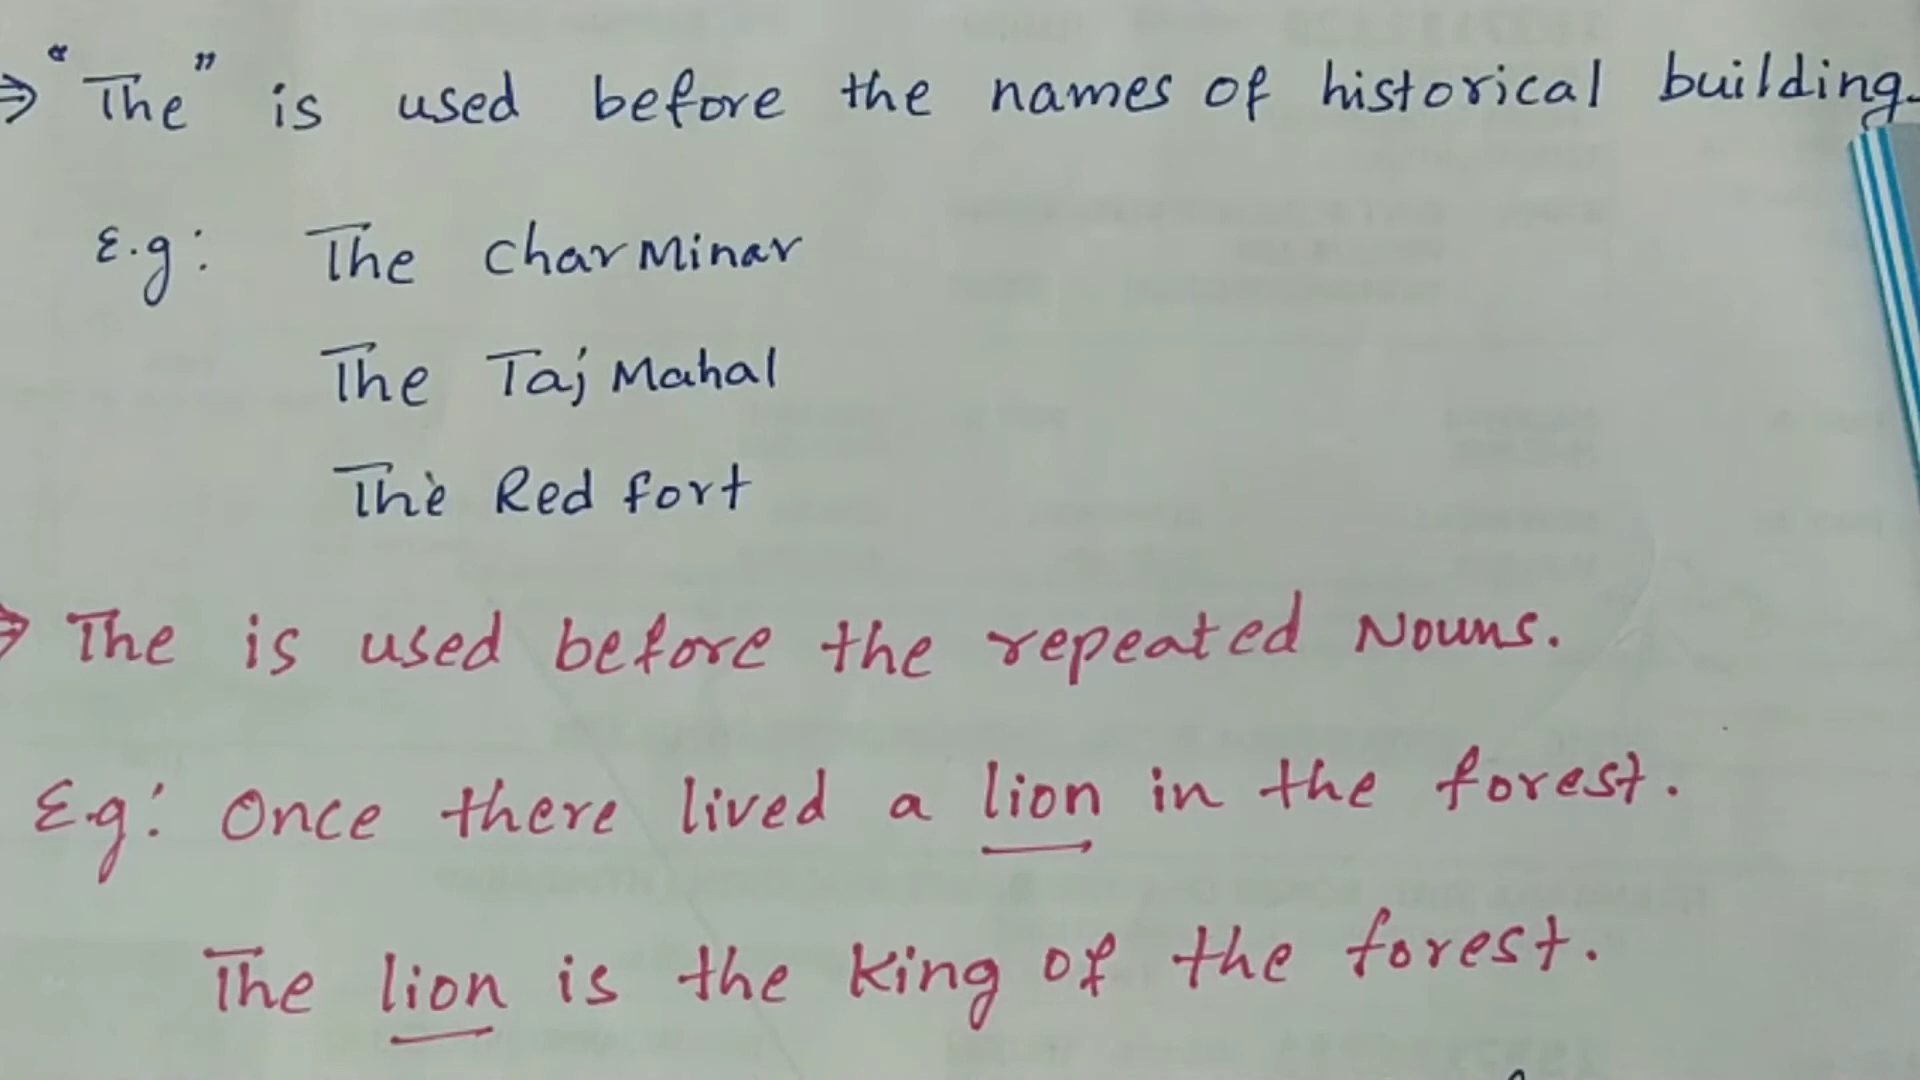 ⇒ "The" is used before the names of historical building.
E.g: The Char Minar
The Taj Mahal
The Red fort
⇒ The is used before the repeated Nouns.
E.g: Once there lived a lion in the forest.
The lion is the king of the forest.